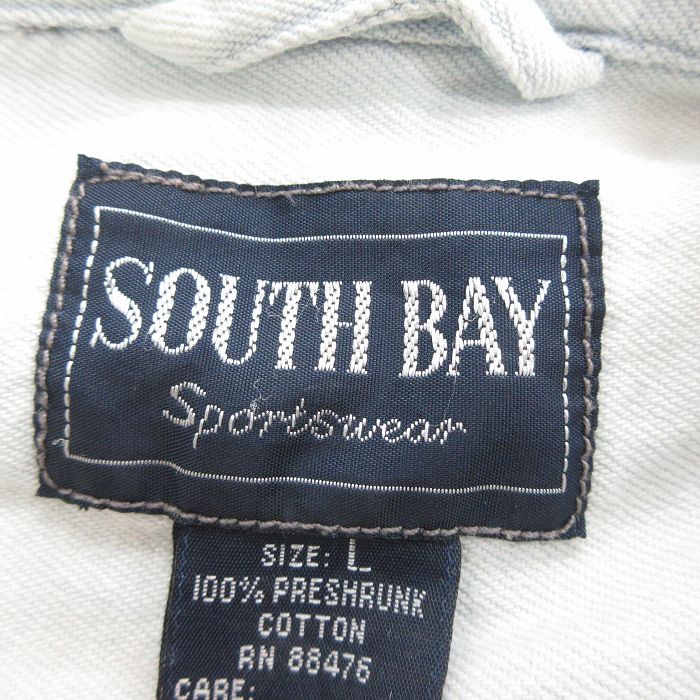 SOUTH BAY
Sportswear
SIZE: L
100% PRESHRUNK
COTTON
RN 88476
CARE: